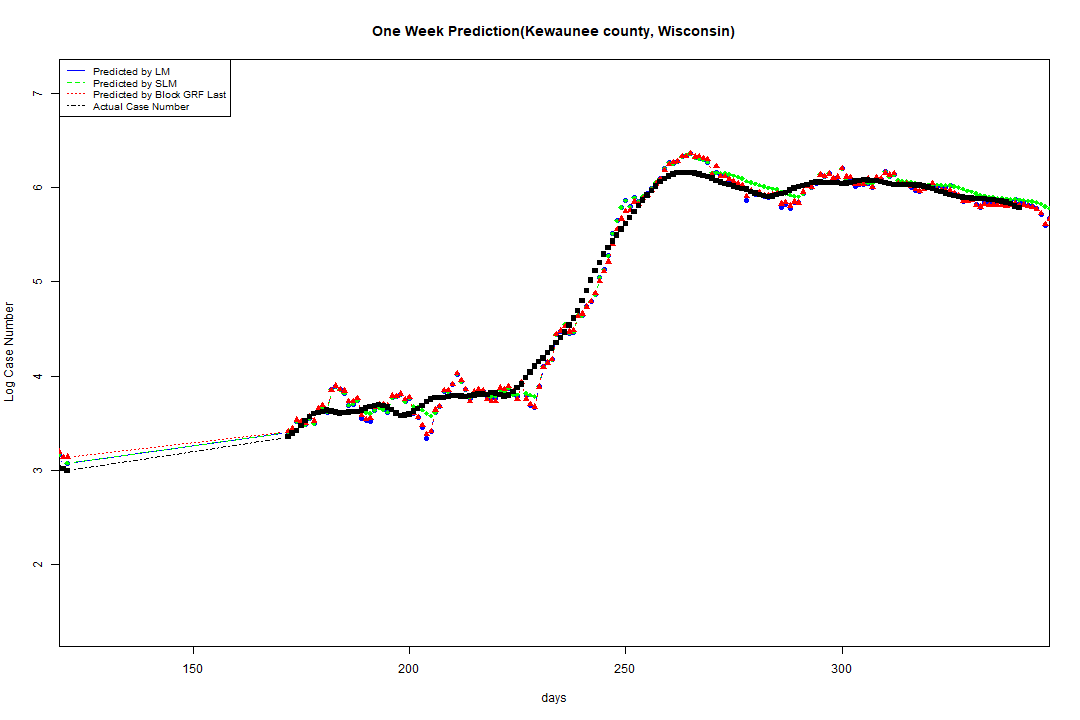 One Week Prediction(Kewaunee county, Wisconsin)
Predicted by LM
Predicted by SLM
Predicted by Block GRF Last
Actual Case Number
7
6
5
4
3
2
Log Case Number
150 200 250 300
days